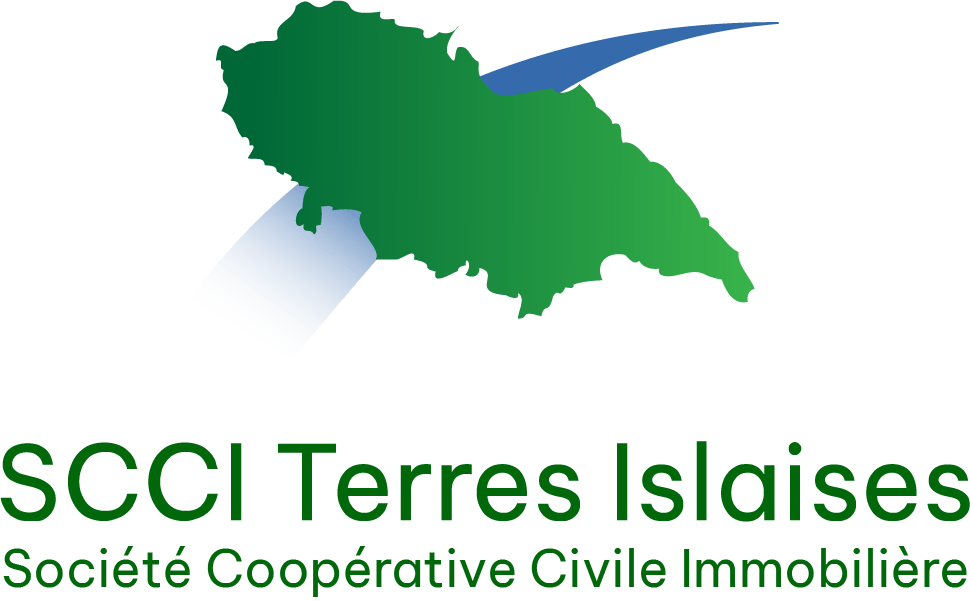 SCCI Terres Islaises
Société Coopérative Civile Immobilière